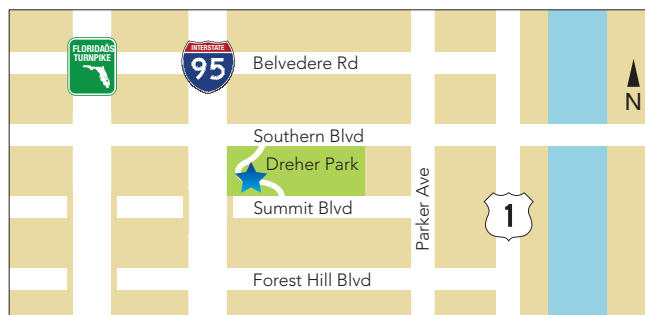 FLORIDAÕS
TURNPIKE
INTERSTATE
95
Belvedere Rd
N
Southern Blvd
Dreher Park
Summit Blvd
Parker Ave
1
Forest Hill Blvd